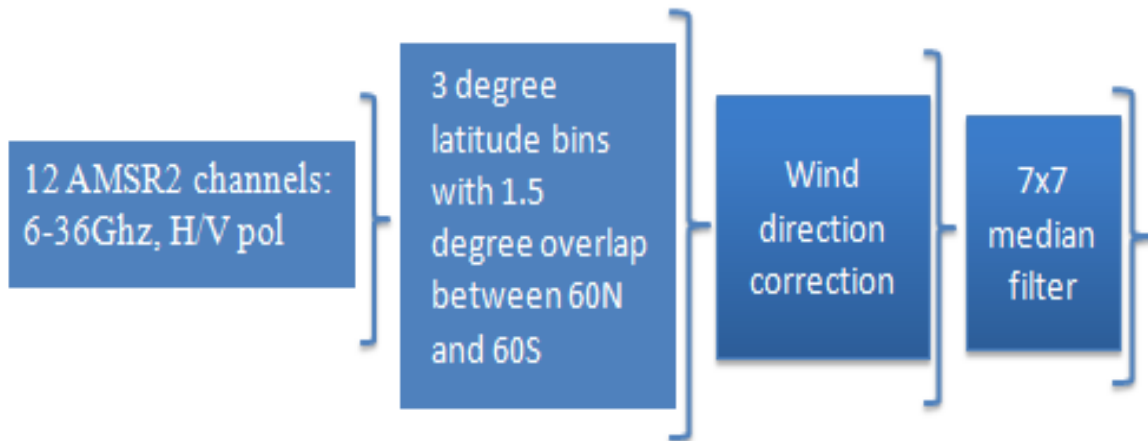 12 AMSR2 channels:
6-36Ghz, H/V pol
3 degree
latitude bins
with 1.5
degree overlap
between 60N
and 60S
Wind
direction
correction
7x7
median
filter